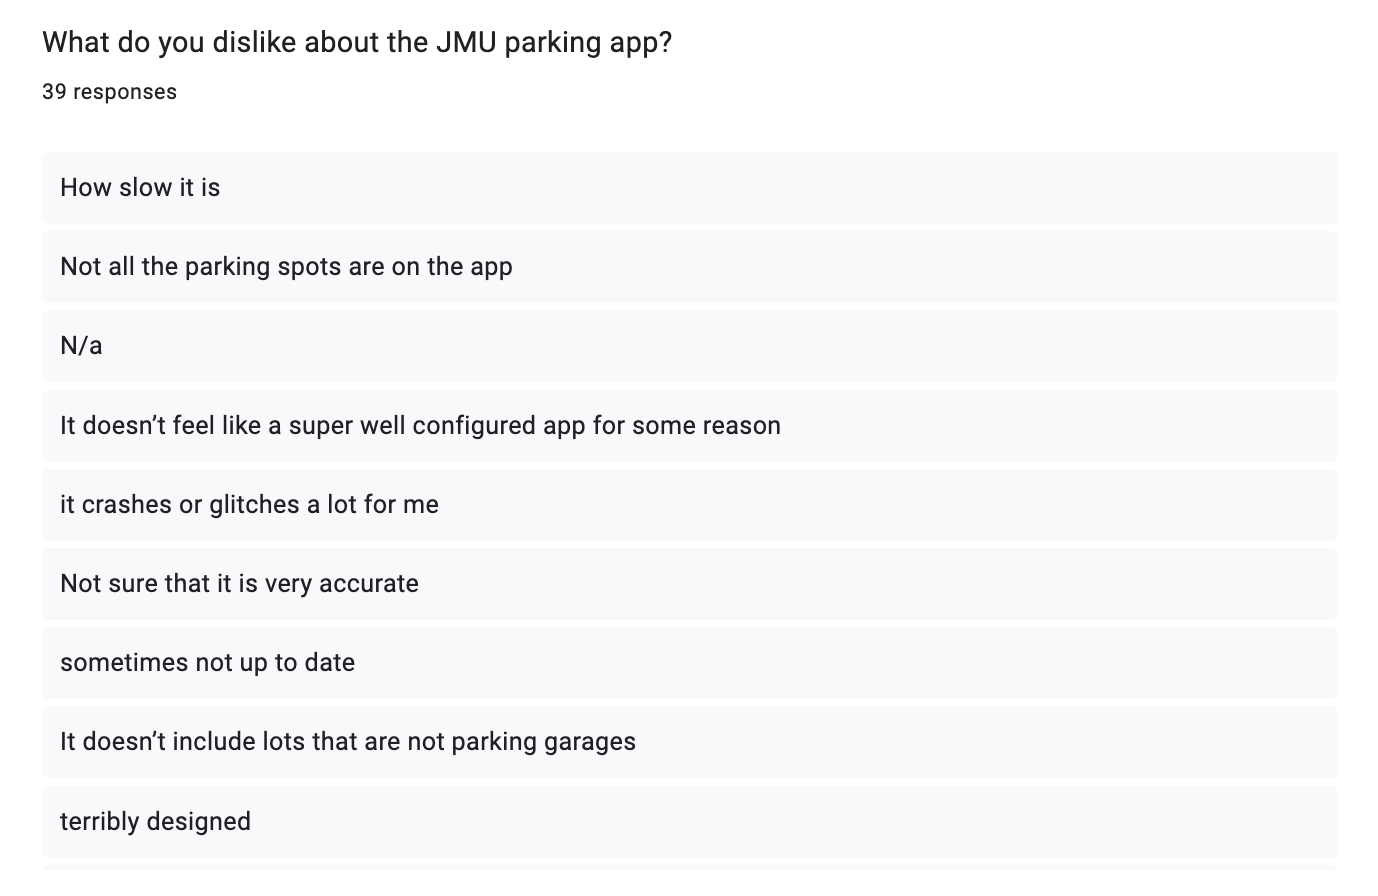 What do you dislike about the JMU parking app?
39 responses
How slow it is
Not all the parking spots are on the app
N/a
It doesn’t feel like a super well configured app for some reason
it crashes or glitches a lot for me
Not sure that it is very accurate
sometimes not up to date
It doesn’t include lots that are not parking garages
terribly designed